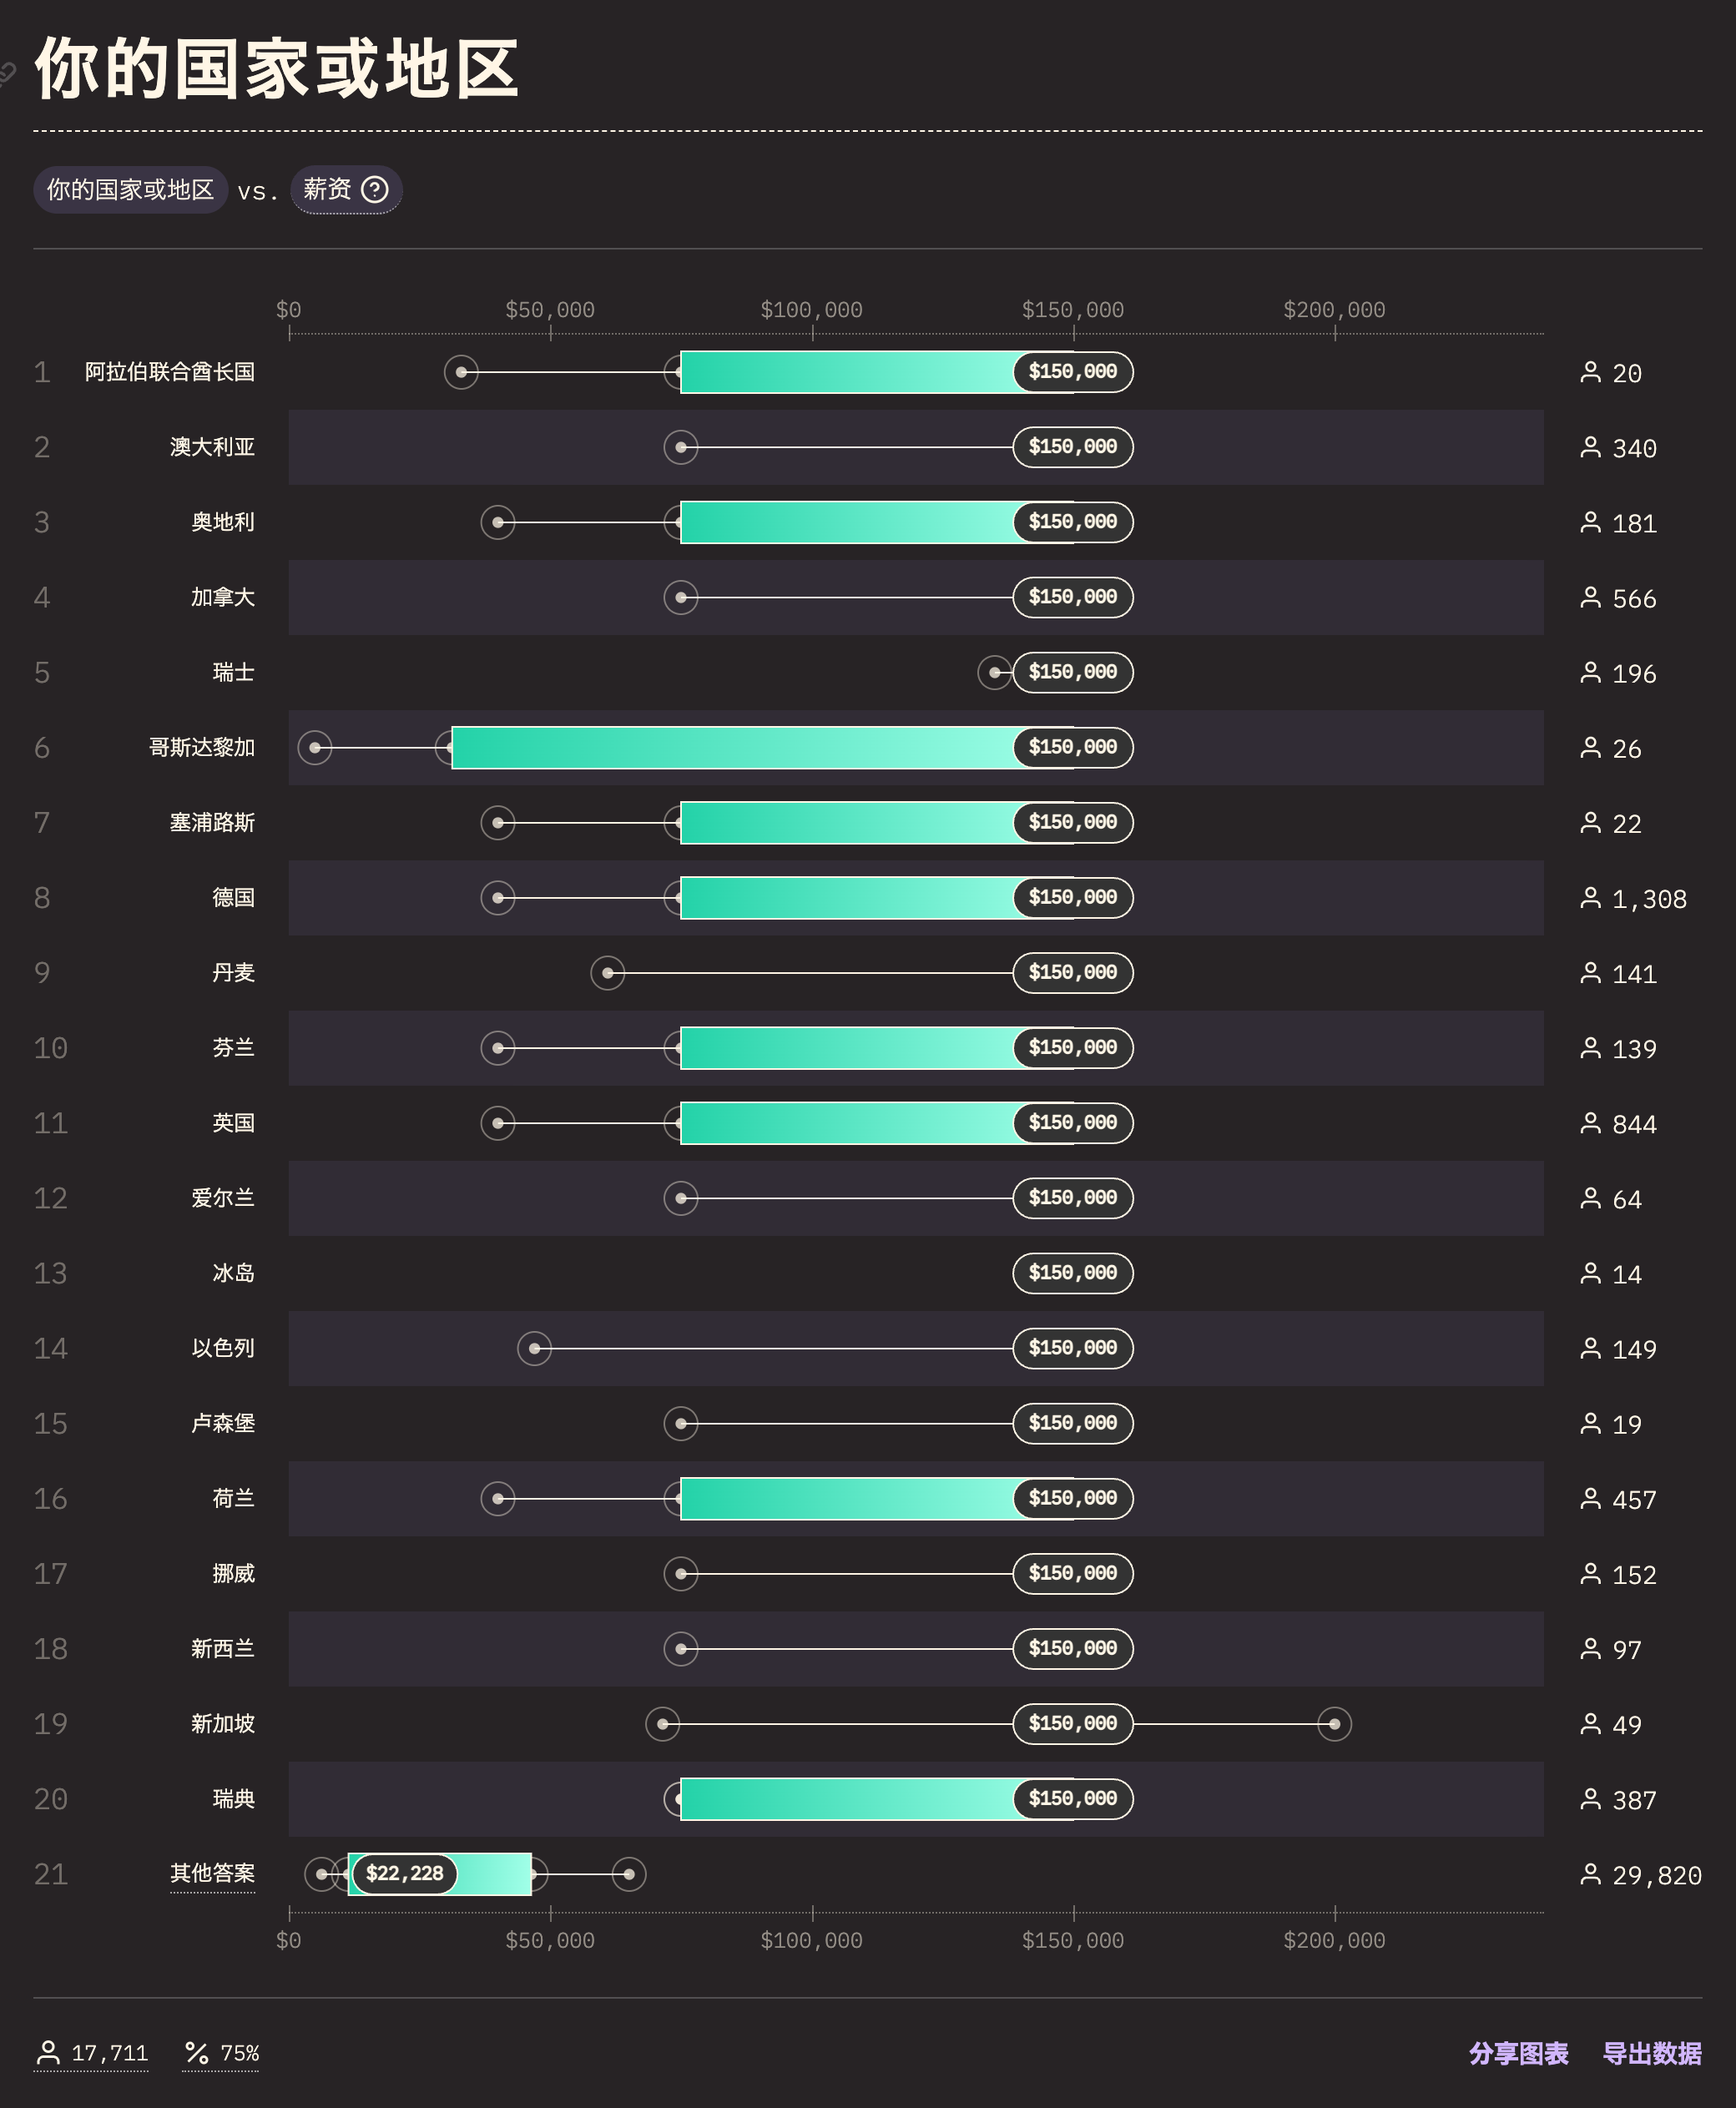 你的国家或地区
你的国家或地区 vs. 薪资 ?
$0 $50,000 $100,000 $150,000 $200,000
1 阿拉伯联合酋长国 $150,000 20
2 澳大利亚 $150,000 340
3 奥地利 $150,000 181
4 加拿大 $150,000 566
5 瑞士 $150,000 196
6 哥斯达黎加 $150,000 26
7 塞浦路斯 $150,000 22
8 德国 $150,000 1,308
9 丹麦 $150,000 141
10 芬兰 $150,000 139
11 英国 $150,000 844
12 爱尔兰 $150,000 64
13 冰岛 $150,000 14
14 以色列 $150,000 149
15 卢森堡 $150,000 19
16 荷兰 $150,000 457
17 挪威 $150,000 152
18 新西兰 $150,000 97
19 新加坡 $150,000 49
20 瑞典 $150,000 387
21 其他答案 $22,228 29,820
$0 $50,000 $100,000 $150,000 $200,000
17,711 % 75% 分享图表 导出数据